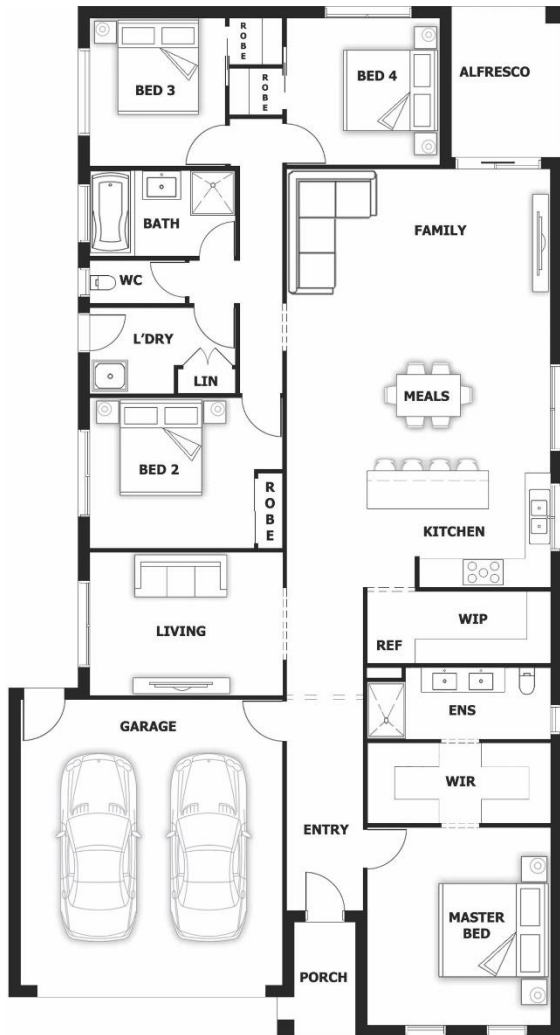 ROBE
BED 3
ROBE
BED 4
ALFRESCO
BATH
FAMILY
WC
L'DRY
LIN
MEALS
BED 2
ROBE
KITCHEN
LIVING
WIP
REF
GARAGE
ENS
WIR
ENTRY
MASTER
BED
PORCH